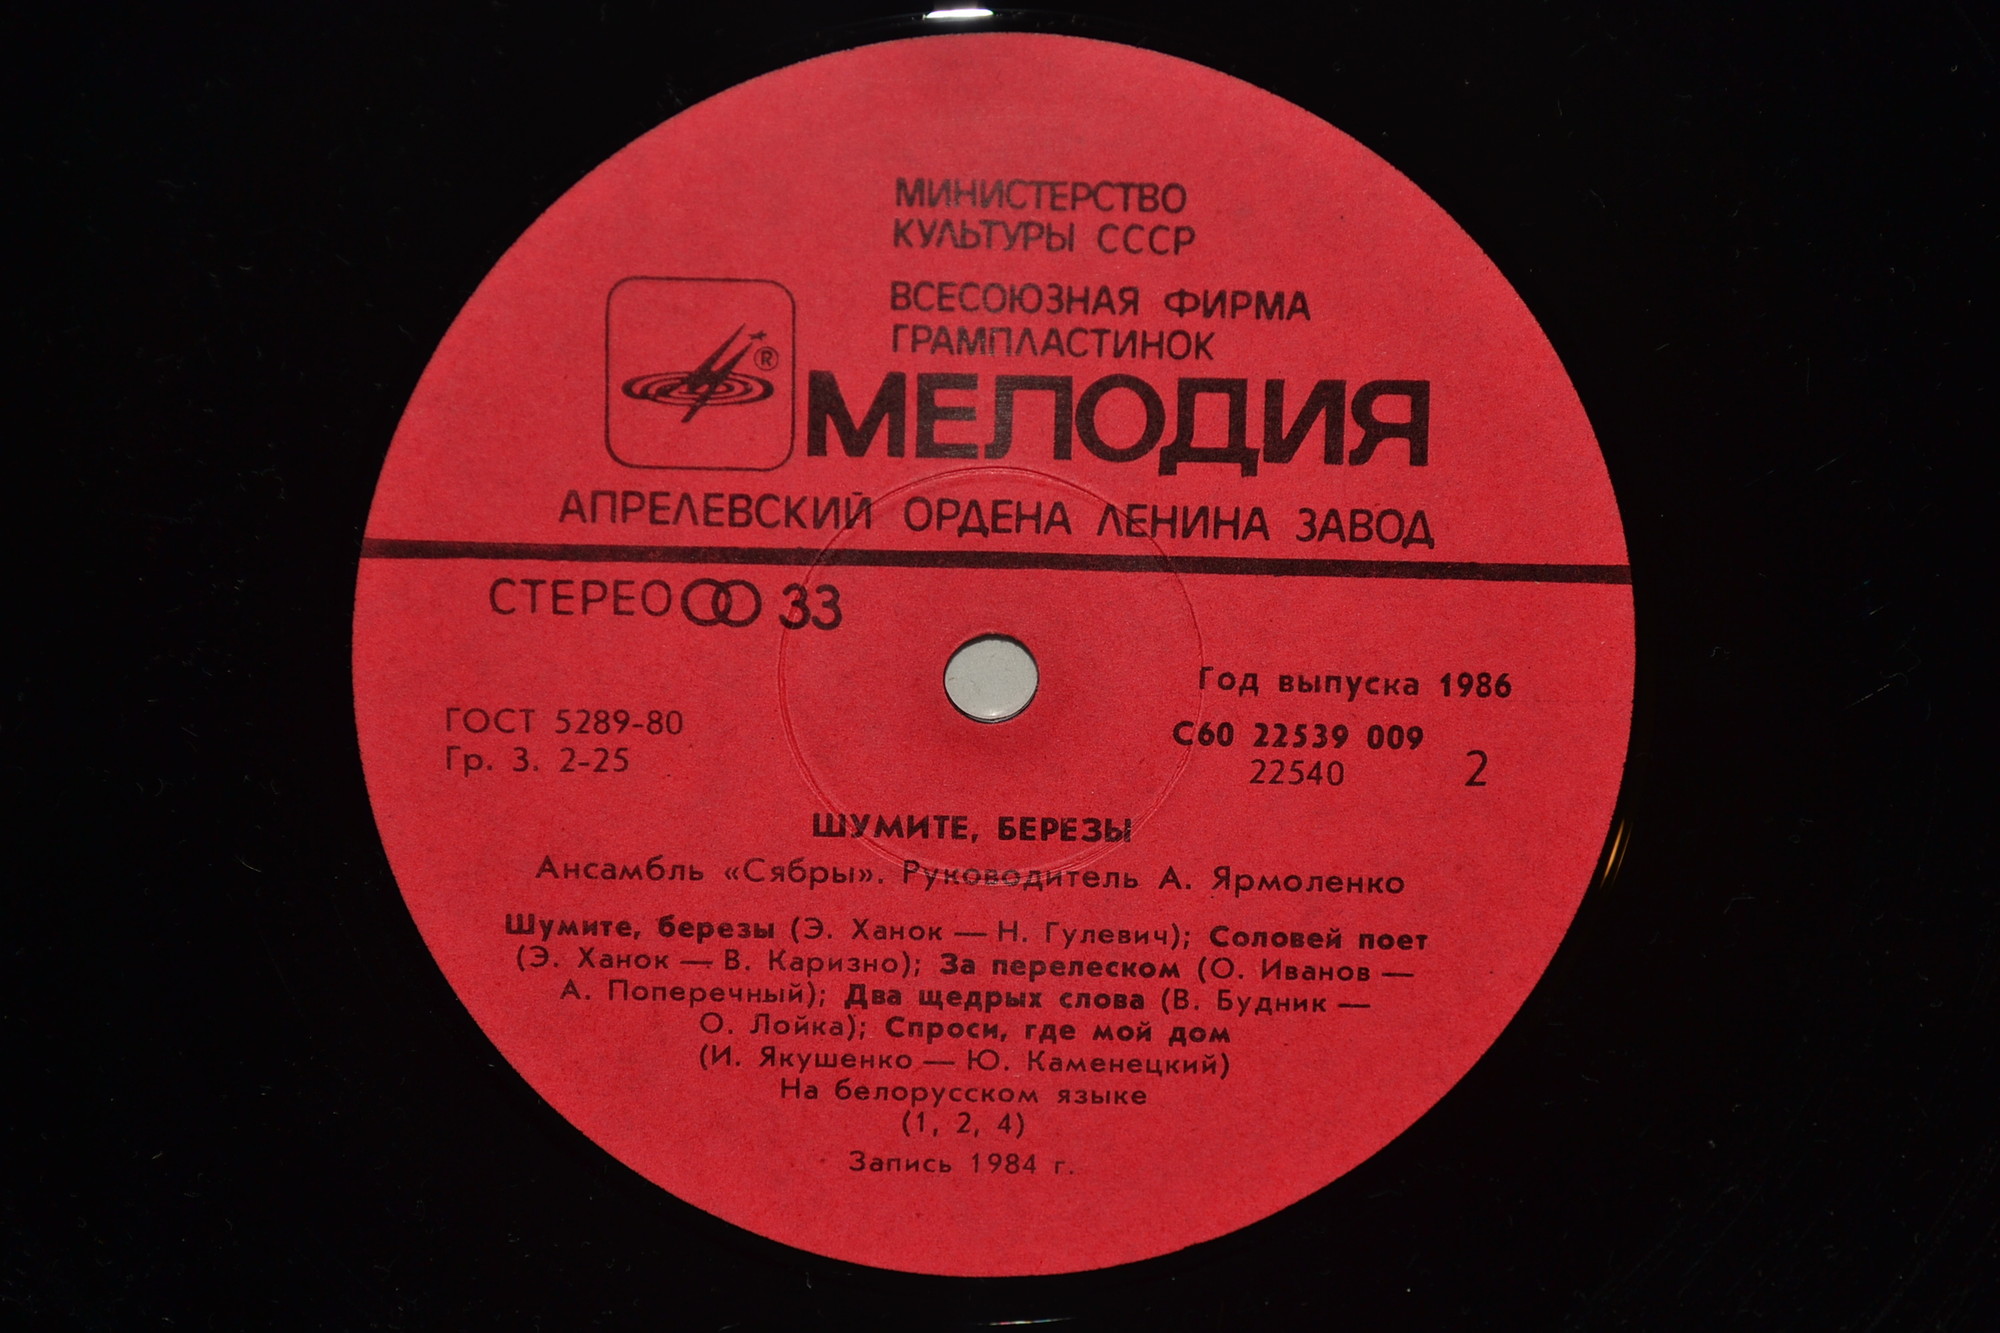 МИНИСТЕРСТВО
КУЛЬТУРЫ СССР
ВСЕСОЮЗНАЯ ФИРМА
ГРАМПЛАСТИНОК
®
МЕЛОДИЯ
АПРЕЛЕВСКИЙ ОРДЕНА ЛЕНИНА ЗАВОД
СТЕРЕО 33
Год выпуска 1986
ГОСТ 5289-80
Гр. 3. 2-25
С60 22539 009
22540 2
ШУМИТЕ, БЕРЕЗЫ
Ансамбль «Сябры». Руководитель А. Ярмоленко
Шумите, березы (Э. Ханок — Н. Гулевич); Соловей поет
(Э. Ханок — В. Каризно); За перелеском (О. Иванов —
А. Поперечный); Два щедрых слова (В. Будник —
О. Лойка); Спроси, где мой дом
(И. Якушенко — Ю. Каменецкий)
На белорусском языке
(1, 2, 4)
Запись 1984 г.